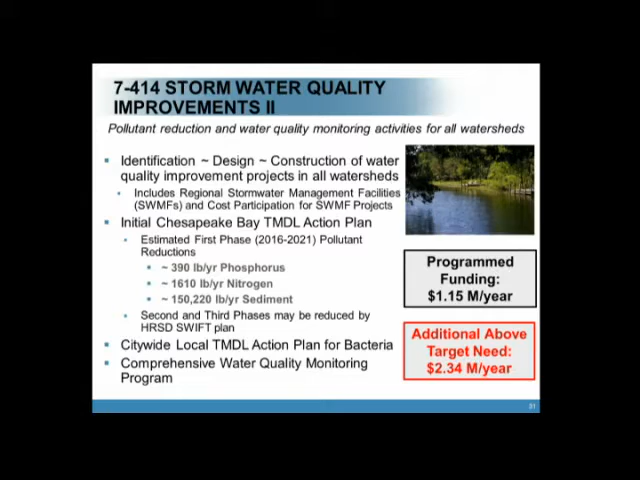 7-414 STORM WATER QUALITY
IMPROVEMENTS II
Pollutant reduction and water quality monitoring activities for all watersheds
Identification ~ Design ~ Construction of water
quality improvement projects in all watersheds
Includes Regional Stormwater Management Facilities
(SWMFs) and Cost Participation for SWMF Projects
Initial Chesapeake Bay TMDL Action Plan
Estimated First Phase (2016-2021) Pollutant
Reductions
~ 390 lb/yr Phosphorus
~ 1610 lb/yr Nitrogen
~ 150,220 lb/yr Sediment
Second and Third Phases may be reduced by
HRSD SWIFT plan
Citywide Local TMDL Action Plan for Bacteria
Comprehensive Water Quality Monitoring
Program
Programmed
Funding:
$1.15 M/year
Additional Above
Target Need:
$2.34 M/year